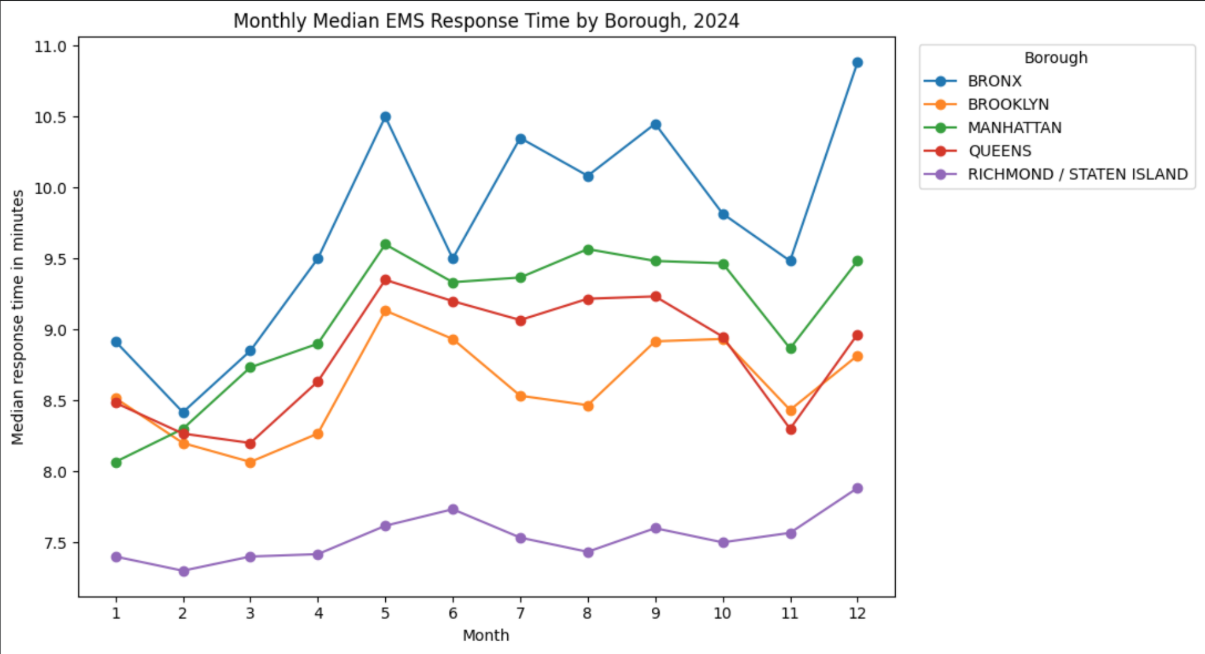 Monthly Median EMS Response Time by Borough, 2024
Median response time in minutes
11.0
10.5
10.0
9.5
9.0
8.5
8.0
7.5
1 2 3 4 5 6 7 8 9 10 11 12
Month
Borough
BRONX
BROOKLYN
MANHATTAN
QUEENS
RICHMOND / STATEN ISLAND